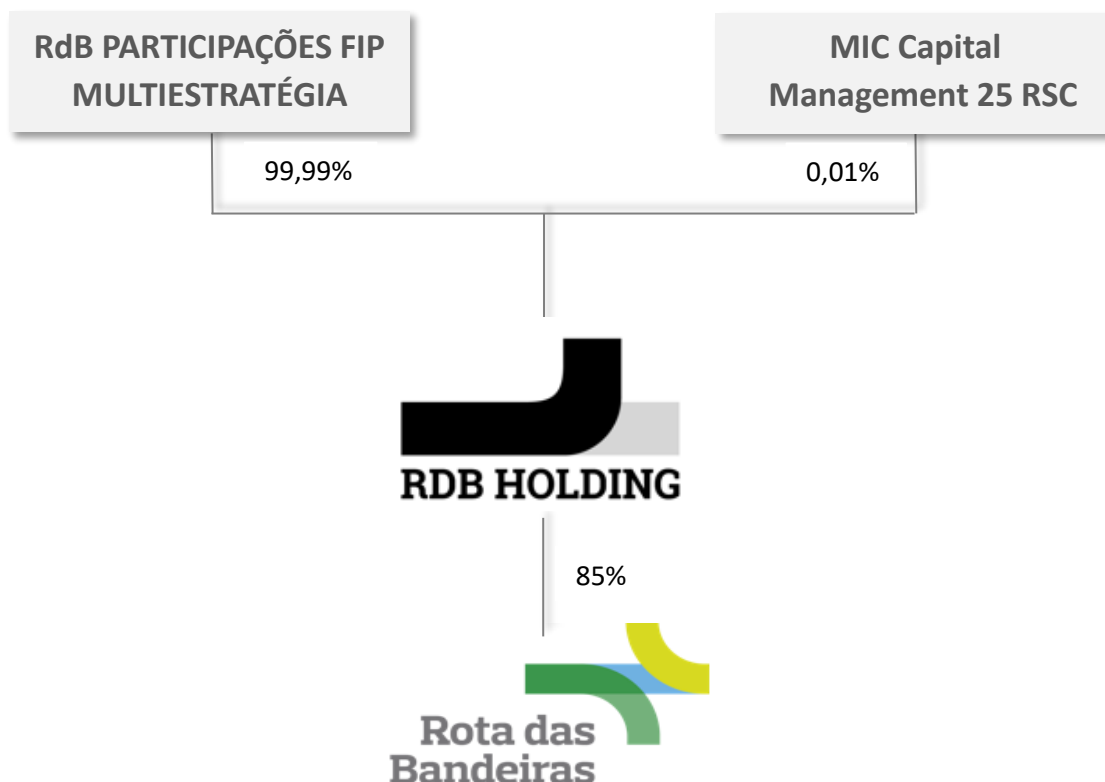 RdB PARTICIPAÇÕES FIP
MULTIESTRATÉGIA
MIC Capital
Management 25 RSC
99,99%
0,01%
RDB HOLDING
85%
Rota das
Bandeiras